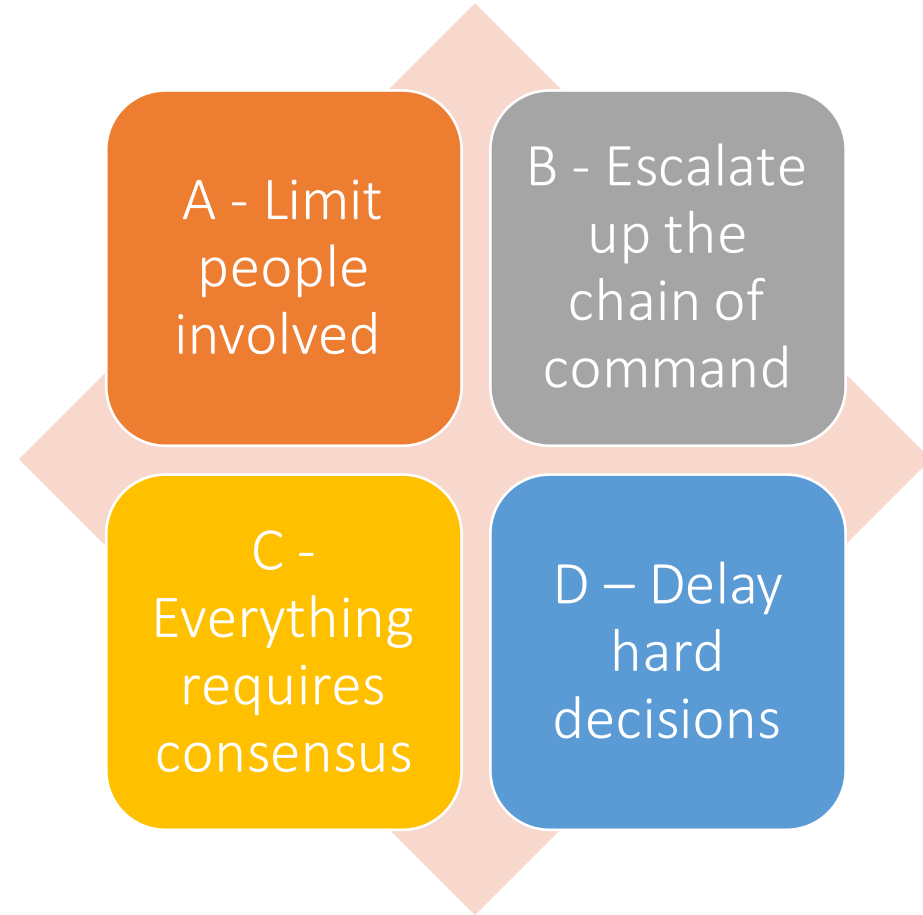 A - Limit
people
involved
B - Escalate
up the
chain of
command
C -
Everything
requires
consensus
D – Delay
hard
decisions